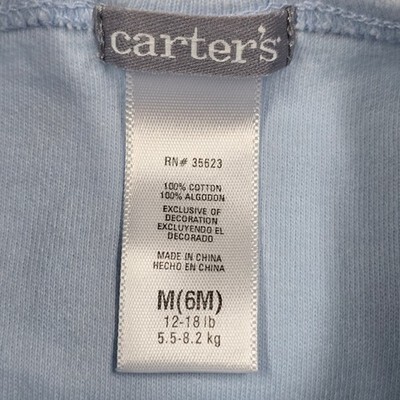 carter's
RN# 35623
100% COTTON
100% ALGODON
EXCLUSIVE OF
DECORATION
EXCLUYENDO EL
DECORADO
MADE IN CHINA
HECHO EN CHINA
M(6M)
12-18 lb
5.5-8.2 kg